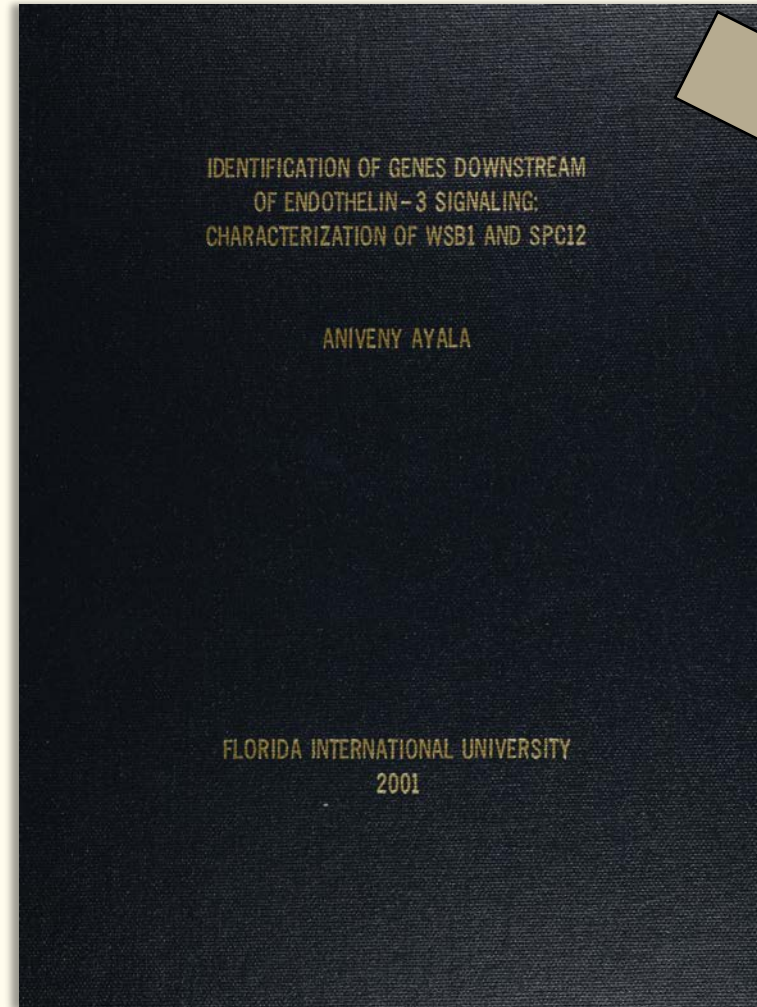 IDENTIFICATION OF GENES DOWNSTREAM
OF ENDOTHELIN-3 SIGNALING:
CHARACTERIZATION OF WSB1 AND SPC12
ANIVENY AYALA
FLORIDA INTERNATIONAL UNIVERSITY
2001